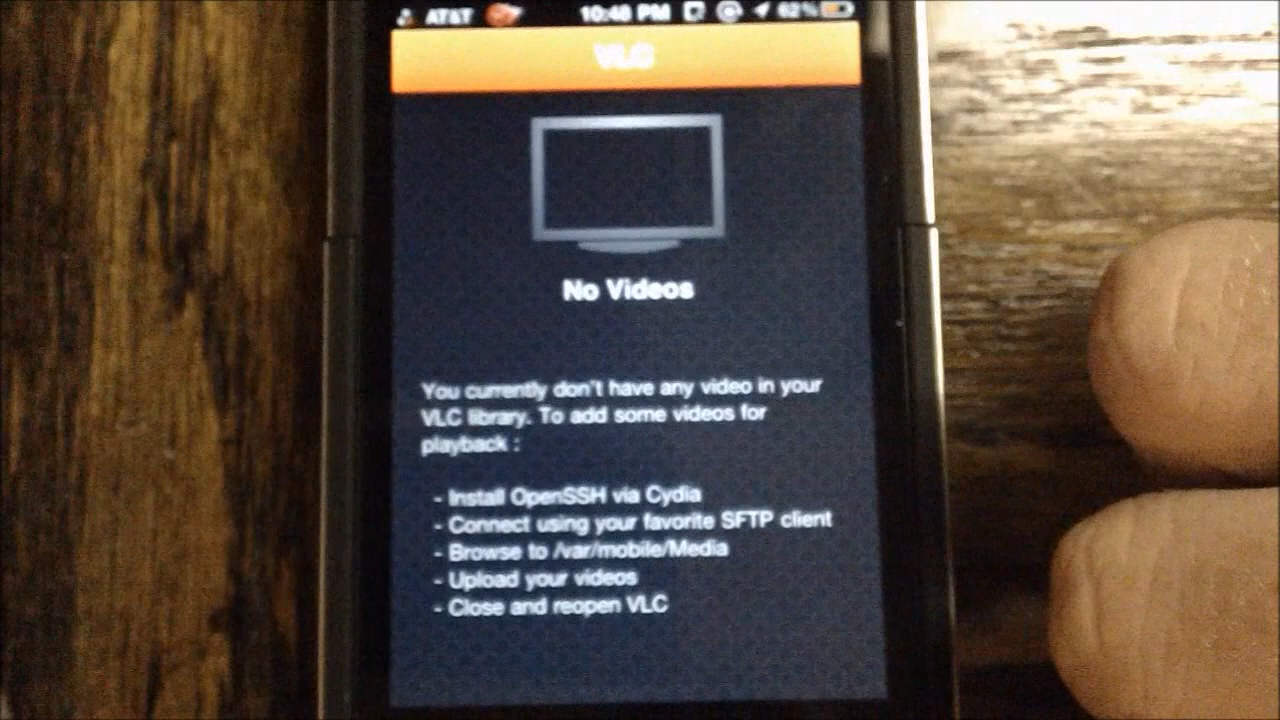 AT&T 10:48 PM 62%
VLC
No Videos
You currently don't have any video in your
VLC library. To add some videos for
playback :
- Install OpenSSH via Cydia
- Connect using your favorite SFTP client
- Browse to /var/mobile/Media
- Upload your videos
- Close and reopen VLC